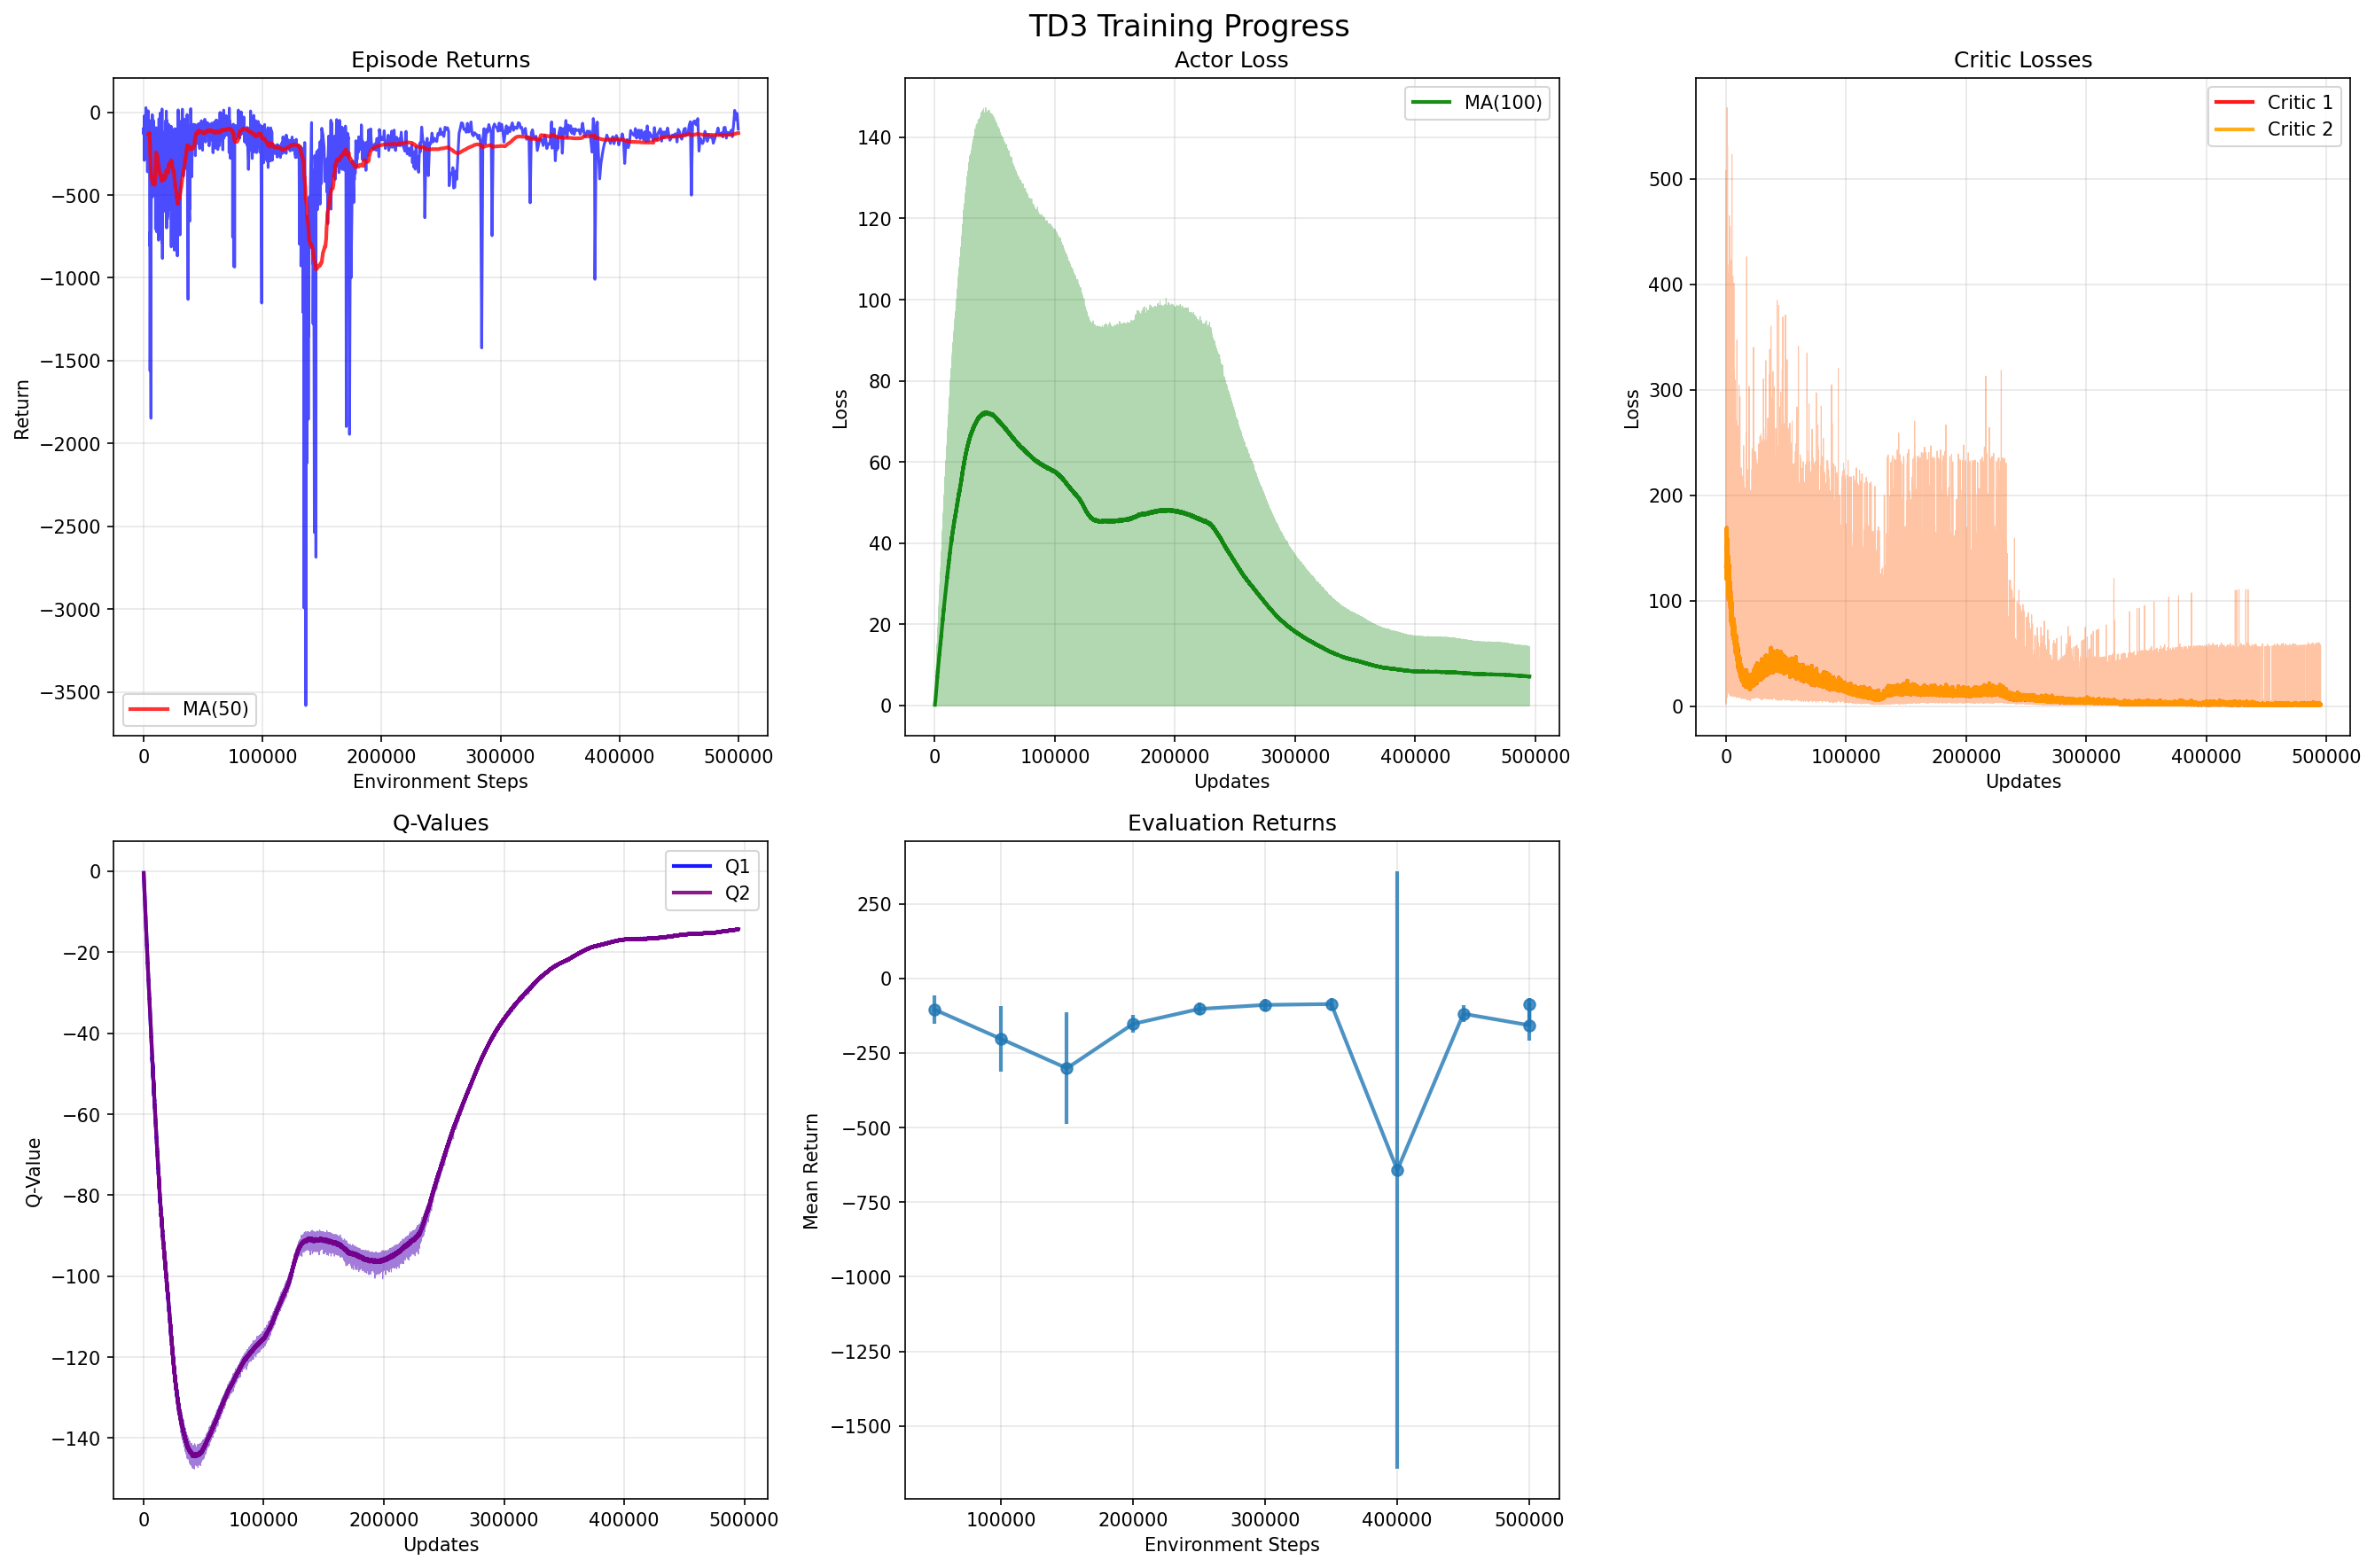 TD3 Training Progress
Episode Returns
0
−500
−1000
−1500
−2000
−2500
−3000
−3500
Return
MA(50)
0 100000 200000 300000 400000 500000
Environment Steps
Actor Loss
MA(100)
140
120
100
80
60
40
20
0
Loss
0 100000 200000 300000 400000 500000
Updates
Critic Losses
Critic 1
Critic 2
500
400
300
200
100
0
Loss
0 100000 200000 300000 400000 500000
Updates
Q-Values
Q1
Q2
0
−20
−40
−60
−80
−100
−120
−140
Q-Value
0 100000 200000 300000 400000 500000
Updates
Evaluation Returns
250
0
−250
−500
−750
−1000
−1250
−1500
Mean Return
100000 200000 300000 400000 500000
Environment Steps